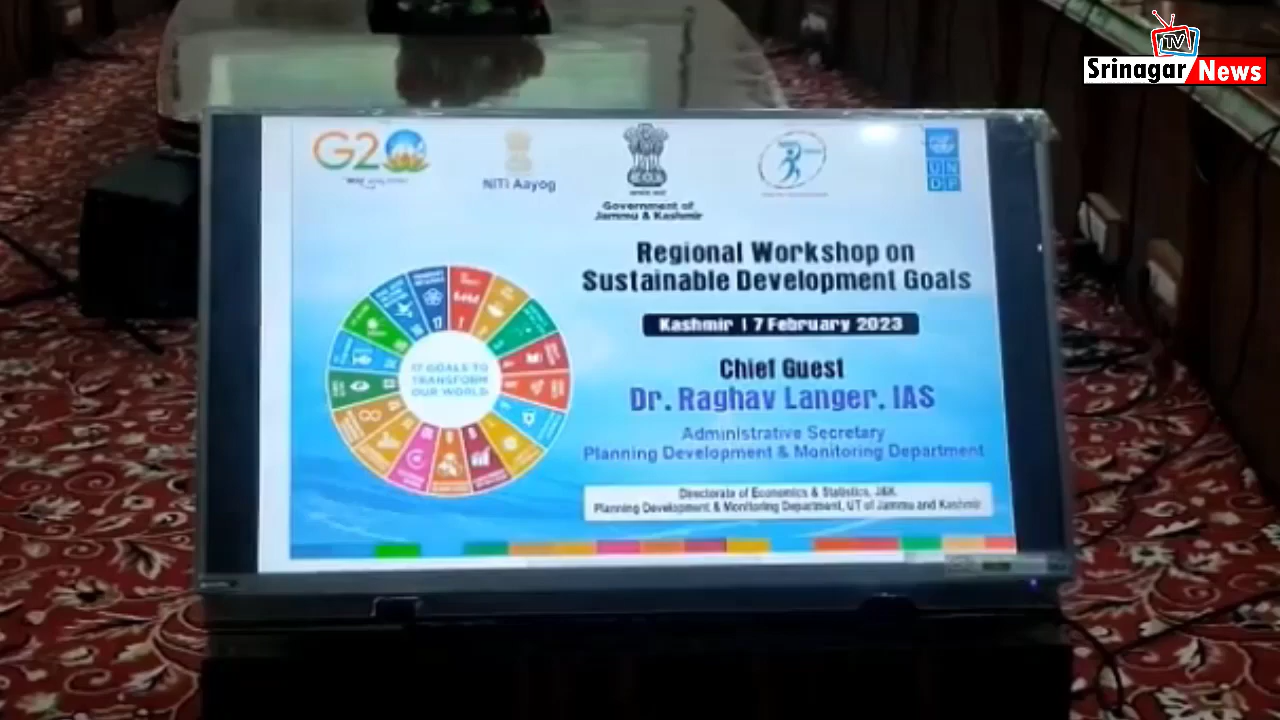 TV
Srinagar News
G20
NITI Aayog
Government of
Jammu & Kashmir
UN
DP
Regional Workshop on
Sustainable Development Goals
Kashmir | 7 February 2023
Chief Guest
Dr. Raghav Langer, IAS
Administrative Secretary
Planning Development & Monitoring Department
17 GOALS TO
TRANSFORM
OUR WORLD
Directorate of Economics & Statistics, J&K,
Planning Development & Monitoring Department, UT of Jammu and Kashmir